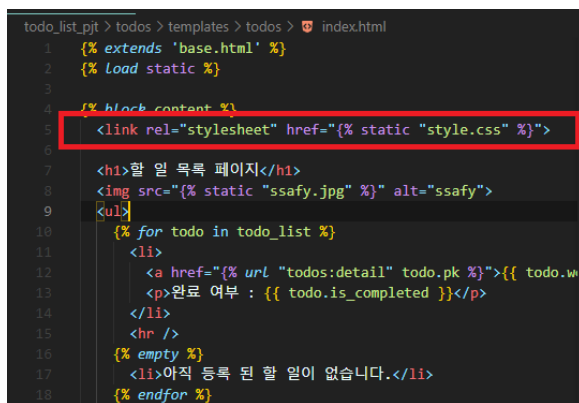 todo_list_pjt > todos > templates > todos > index.html
1 {% extends 'base.html' %}
2 {% load static %}
3
4 {% block content %}
5 <link rel="stylesheet" href="{% static "style.css" %}">
6
7 <h1>할 일 목록 페이지</h1>
8 <img src="{% static "ssafy.jpg" %}" alt="ssafy">
9 <ul>
10 {% for todo in todo_list %}
11 <li>
12 <a href="{% url "todos:detail" todo.pk %}">{{ todo.w
13 <p>완료 여부 : {{ todo.is_completed }}</p>
14 </li>
15 <hr />
16 {% empty %}
17 <li>아직 등록 된 할 일이 없습니다.</li>
18 {% endfor %}